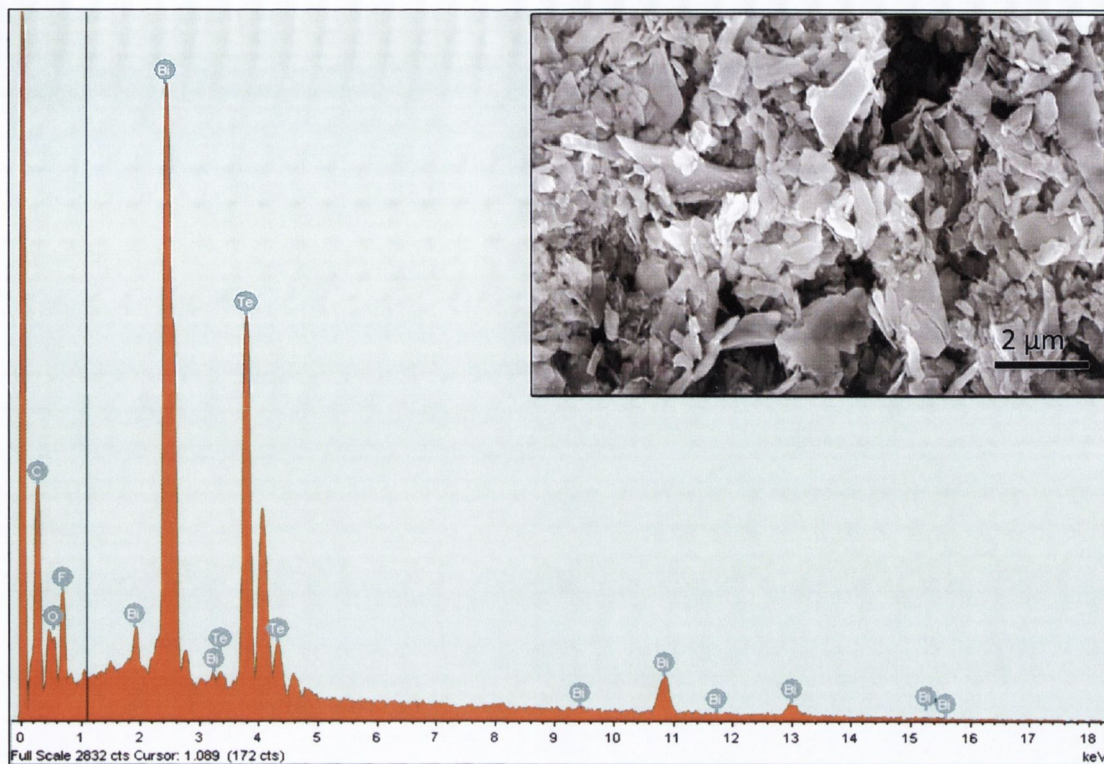 Bi
Te
C
F
O
Bi
Bi
Te
Te
Bi
Bi
Bi
Bi
Bi
Bi
2 µm
0 1 2 3 4 5 6 7 8 9 10 11 12 13 14 15 16 17 18
Full Scale 2832 cts Cursor: 1.089 (172 cts) keV